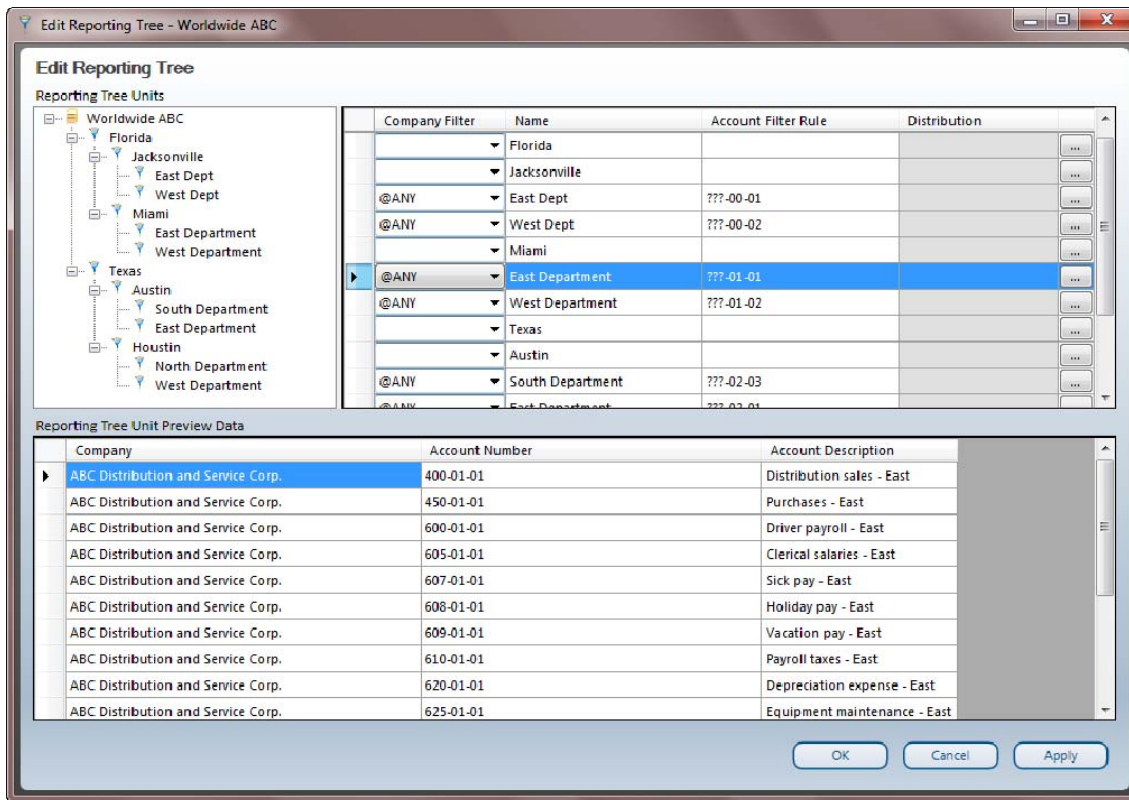 Edit Reporting Tree - Worldwide ABC
Edit Reporting Tree
Reporting Tree Units
Worldwide ABC
Florida
Jacksonville
East Dept
West Dept
Miami
East Department
West Department
Texas
Austin
South Department
East Department
Houstin
North Department
West Department
Company Filter Name Account Filter Rule Distribution
Florida ...
Jacksonville ...
@ANY East Dept ???-00-01 ...
@ANY West Dept ???-00-02 ...
Miami ...
@ANY East Department ???-01-01 ...
@ANY West Department ???-01-02 ...
Texas ...
Austin ...
@ANY South Department ???-02-03 ...
@ANY East Department ???-02-01 ...
Reporting Tree Unit Preview Data
Company Account Number Account Description
ABC Distribution and Service Corp. 400-01-01 Distribution sales - East
ABC Distribution and Service Corp. 450-01-01 Purchases - East
ABC Distribution and Service Corp. 600-01-01 Driver payroll - East
ABC Distribution and Service Corp. 605-01-01 Clerical salaries - East
ABC Distribution and Service Corp. 607-01-01 Sick pay - East
ABC Distribution and Service Corp. 608-01-01 Holiday pay - East
ABC Distribution and Service Corp. 609-01-01 Vacation pay - East
ABC Distribution and Service Corp. 610-01-01 Payroll taxes - East
ABC Distribution and Service Corp. 620-01-01 Depreciation expense - East
ABC Distribution and Service Corp. 625-01-01 Equipment maintenance - East
OK Cancel Apply